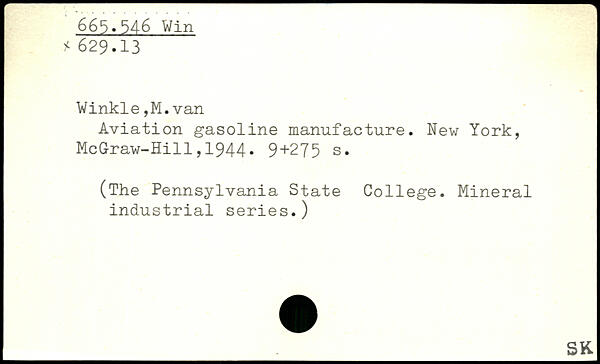 665.546 Win
x 629.13
Winkle,M.van
Aviation gasoline manufacture. New York,
McGraw-Hill,1944. 9+275 s.
(The Pennsylvania State College. Mineral
industrial series.)
SK